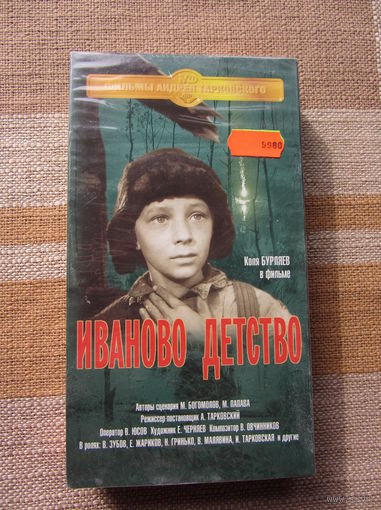 ФИЛЬМЫ АНДРЕЯ ТАРКОВСКОГО
9980
Коля БУРЛЯЕВ
в фильме
ИВАНОВО ДЕТСТВО
Авторы сценария М. БОГОМОЛОВ, М. ПАПАВА
Режиссер-постановщик А. ТАРКОВСКИЙ
Оператор В. ЮСОВ Художник Е. ЧЕРНЯЕВ Композитор В. ОВЧИННИКОВ
В ролях: В. ЗУБОВ, Е. ЖАРИКОВ, Н. ГРИНЬКО, В. МАЛЯВИНА, И. ТАРКОВСКАЯ и другие